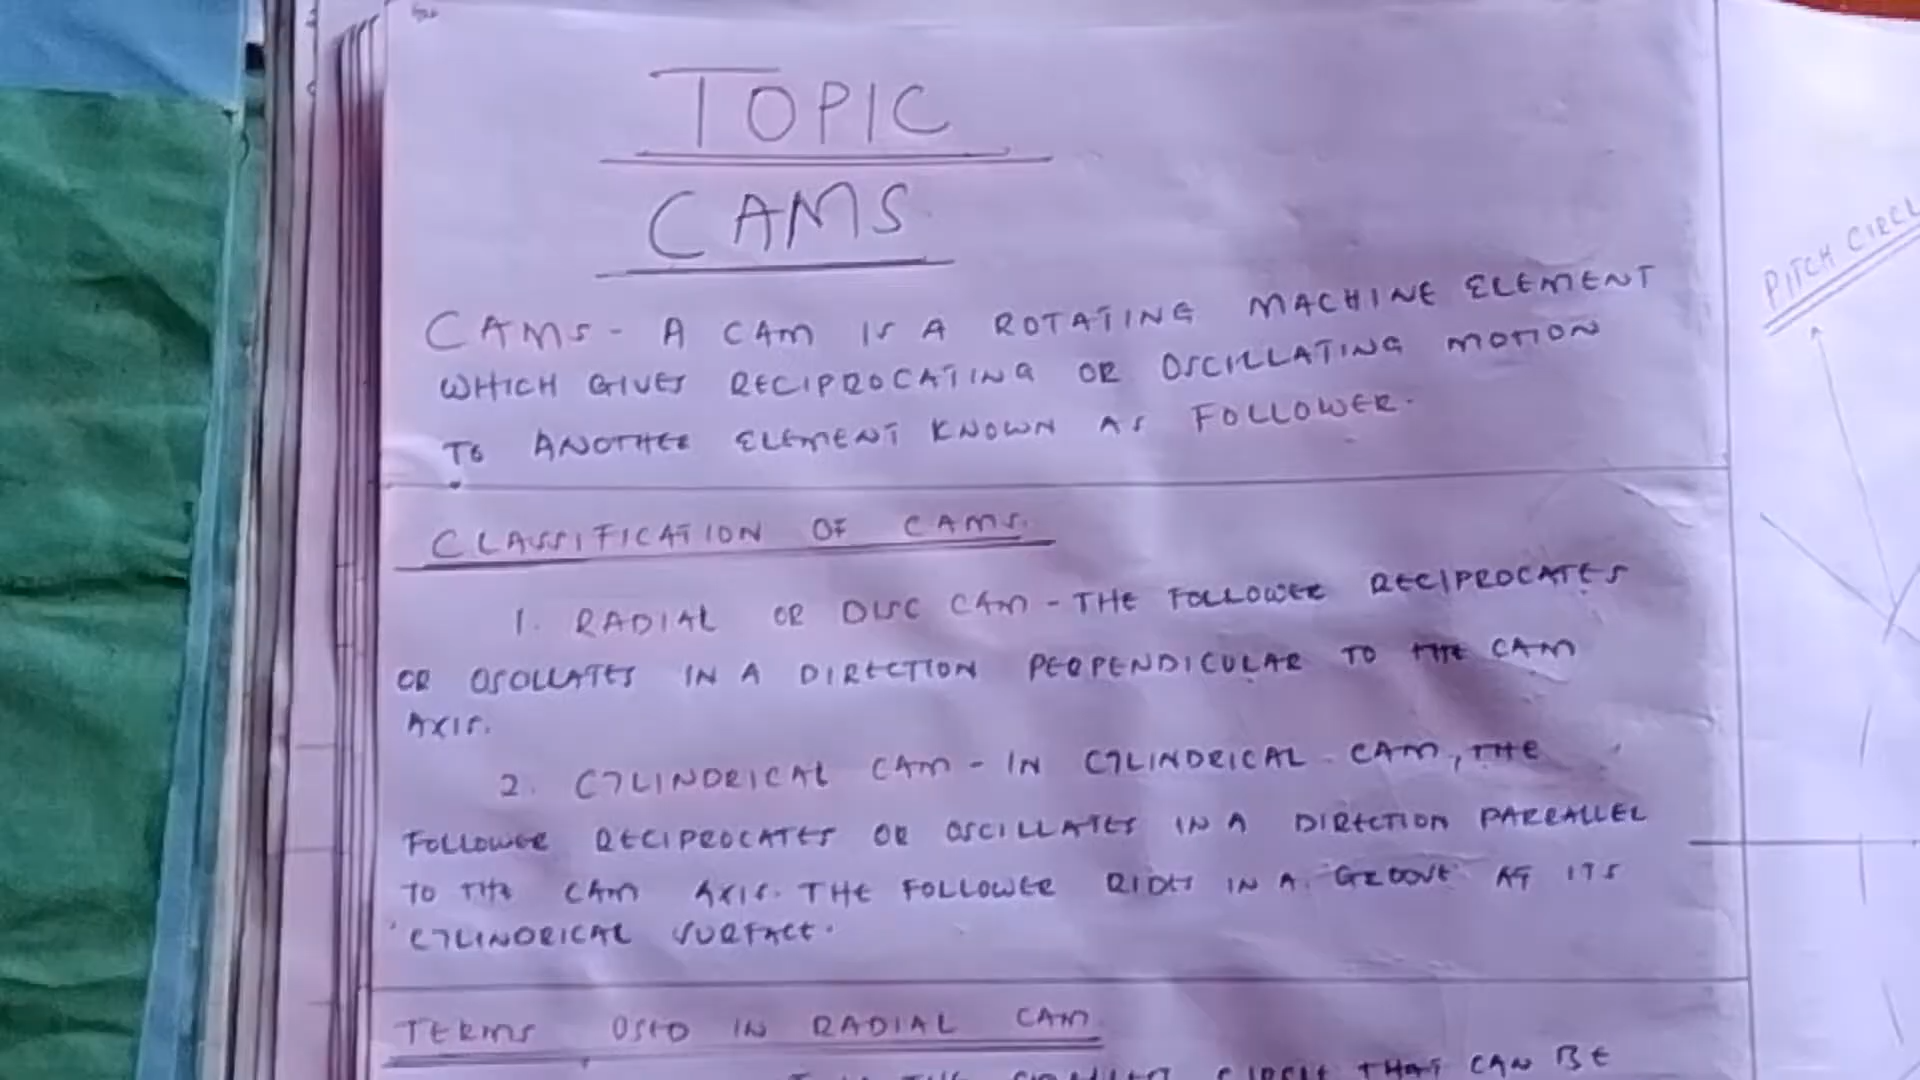 TOPIC
CAMS
CAMS - A CAM IS A ROTATING MACHINE ELEMENT
WHICH GIVES RECIPROCATING OR OSCILLATING MOTION
TO ANOTHER ELEMENT KNOWN AS FOLLOWER.
CLASSIFICATION OF CAMS.
1. RADIAL OR DISC CAM - THE FOLLOWER RECIPROCATES
OR OSOLLATES IN A DIRECTION PERPENDICULAR TO THE CAM
AXIS.
2. CYLINDRICAL CAM - IN CYLINDRICAL CAM, THE
FOLLOWER RECIPROCATES OR OSCILLATES IN A DIRECTION PARRALLEL
TO THE CAM AXIS. THE FOLLOWER RIDES IN A GROOVE AT ITS
CYLINDRICAL SURFACE.
TERMS USED IN RADIAL CAM
CIRCLE THAT CAN BE
PITCH CIRCL